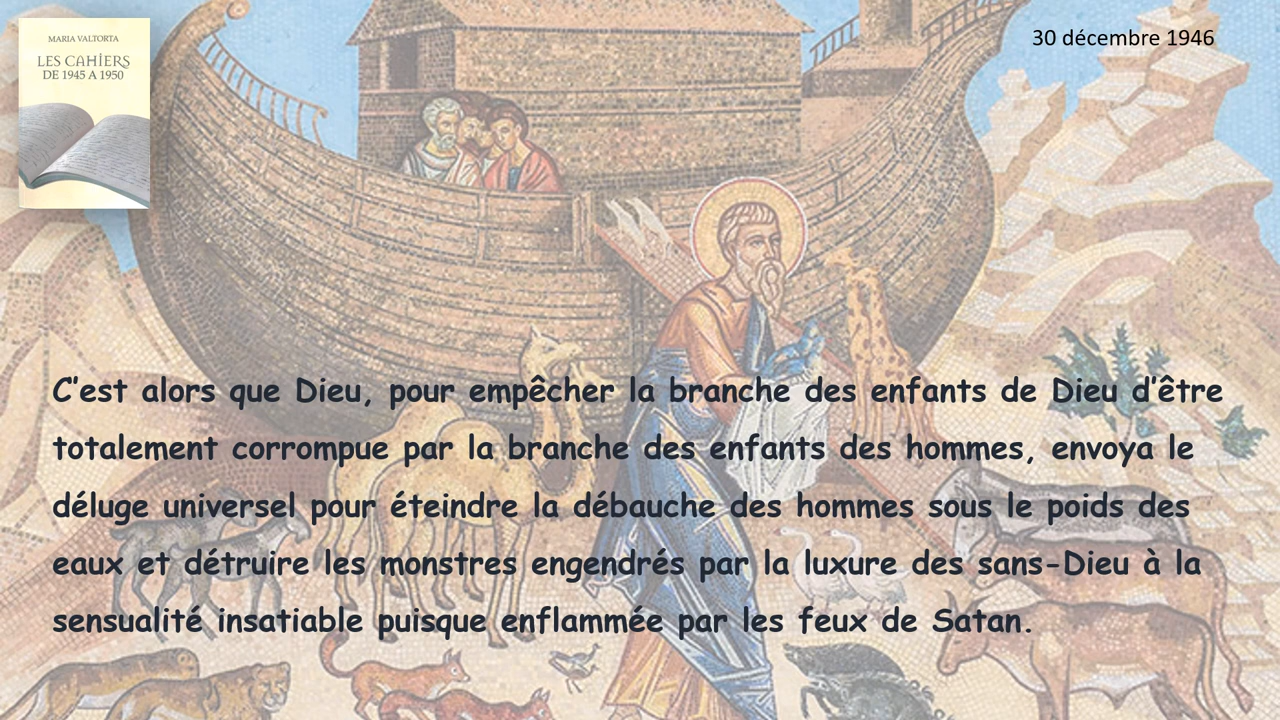 MARIA VALTORTA
LES CAHIERS
DE 1945 A 1950
30 décembre 1946
C’est alors que Dieu, pour empêcher la branche des enfants de Dieu d’être
totalement corrompue par la branche des enfants des hommes, envoya le
déluge universel pour éteindre la débauche des hommes sous le poids des
eaux et détruire les monstres engendrés par la luxure des sans-Dieu à la
sensualité insatiable puisque enflammée par les feux de Satan.